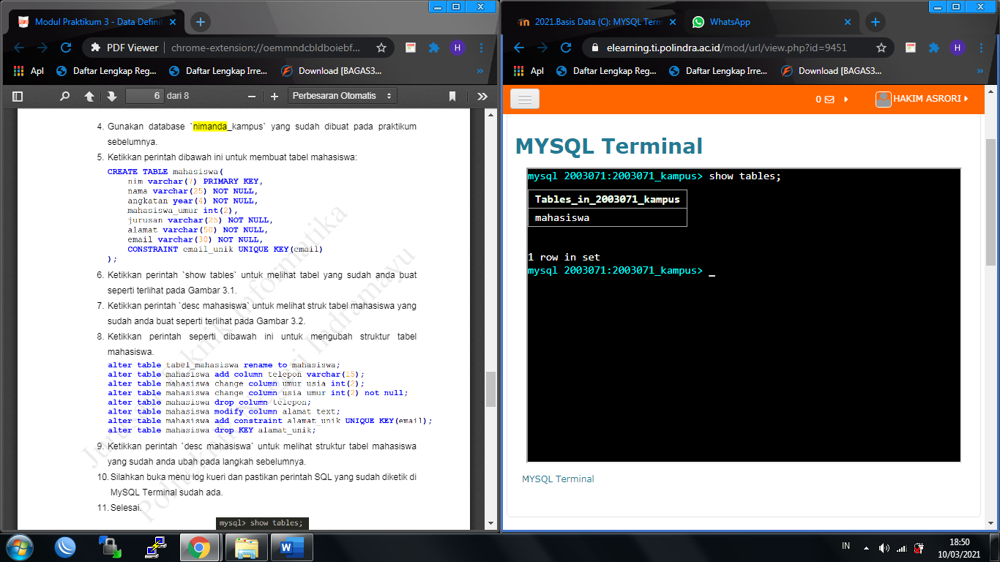 Modul Praktikum 3 - Data Definit
PDF Viewer
chrome-extension://oemmndcbldboiebf...
H
Apl
Daftar Lengkap Reg...
Daftar Lengkap Irre...
Download [BAGAS3...
»
6 dari 8
Perbesaran Otomatis
4. Gunakan database `nimanda_kampus` yang sudah dibuat pada praktikum
sebelumnya.
5. Ketikkan perintah dibawah ini untuk membuat tabel mahasiswa:
CREATE TABLE mahasiswa(
nim varchar(7) PRIMARY KEY,
nama varchar(25) NOT NULL,
angkatan year(4) NOT NULL,
mahasiswa_umur int(2),
jurusan varchar(25) NOT NULL,
alamat varchar(50) NOT NULL,
email varchar(30) NOT NULL,
CONSTRAINT email_unik UNIQUE KEY(email)
);
6. Ketikkan perintah `show tables` untuk melihat tabel yang sudah anda buat
seperti terlihat pada Gambar 3.1.
7. Ketikkan perintah `desc mahasiswa` untuk melihat struk tabel mahasiswa yang
sudah anda buat seperti terlihat pada Gambar 3.2.
8. Ketikkan perintah seperti dibawah ini untuk mengubah struktur tabel
mahasiswa.
alter table tabel_mahasiswa rename to mahasiswa;
alter table mahasiswa add column telepon varchar(15);
alter table mahasiswa change column umur usia int(2);
alter table mahasiswa change column usia umur int(2) not null;
alter table mahasiswa drop column telepon;
alter table mahasiswa modify column alamat text;
alter table mahasiswa add constraint alamat_unik UNIQUE KEY(email);
alter table mahasiswa drop KEY alamat_unik;
9. Ketikkan perintah `desc mahasiswa` untuk melihat struktur tabel mahasiswa
yang sudah anda ubah pada langkah sebelumnya.
10. Silahkan buka menu log kueri dan pastikan perintah SQL yang sudah diketik di
MySQL Terminal sudah ada.
11. Selesai.
mysql> show tables;
Jurusan Teknik Informatika
Politeknik Negeri Indramayu
2021.Basis Data (C): MYSQL Term
WhatsApp
elearning.ti.polindra.ac.id/mod/url/view.php?id=9451
H
Apl
Daftar Lengkap Reg...
Daftar Lengkap Irre...
Download [BAGAS3...
»
0
HAKIM ASRORI
MYSQL Terminal
mysql 2003071:2003071_kampus> show tables;
Tables_in_2003071_kampus
mahasiswa
1 row in set
mysql 2003071:2003071_kampus> _
MYSQL Terminal
IN
18:50
10/03/2021